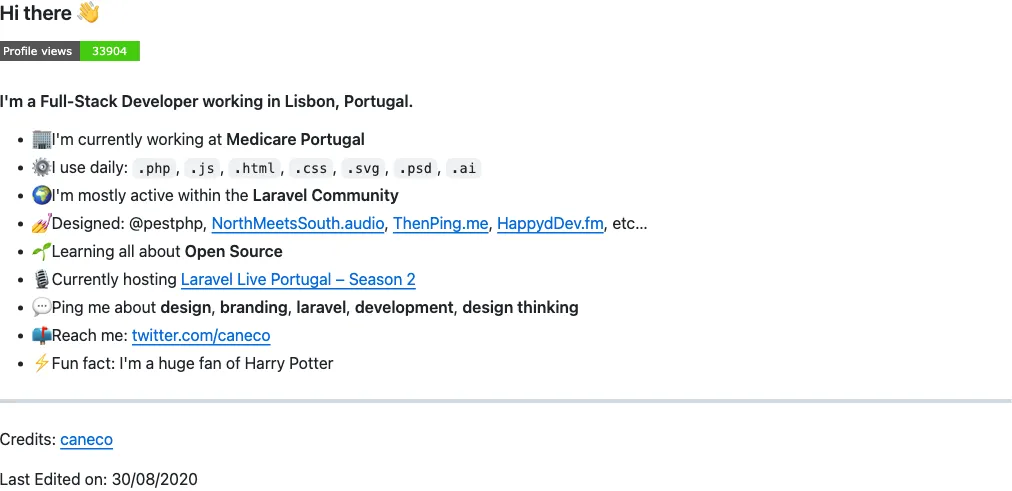 Hi there 👋
Profile views 33904
I'm a Full-Stack Developer working in Lisbon, Portugal.
• 🏢I'm currently working at Medicare Portugal
• ⚙️I use daily: .php, .js, .html, .css, .svg, .psd, .ai
• 🌍I'm mostly active within the Laravel Community
• 💅Designed: @pestphp, NorthMeetsSouth.audio, ThenPing.me, HappydDev.fm, etc...
• 🌱Learning all about Open Source
• 🎙️Currently hosting Laravel Live Portugal – Season 2
• 💬Ping me about design, branding, laravel, development, design thinking
• 📫Reach me: twitter.com/caneco
• ⚡Fun fact: I'm a huge fan of Harry Potter
Credits: caneco
Last Edited on: 30/08/2020